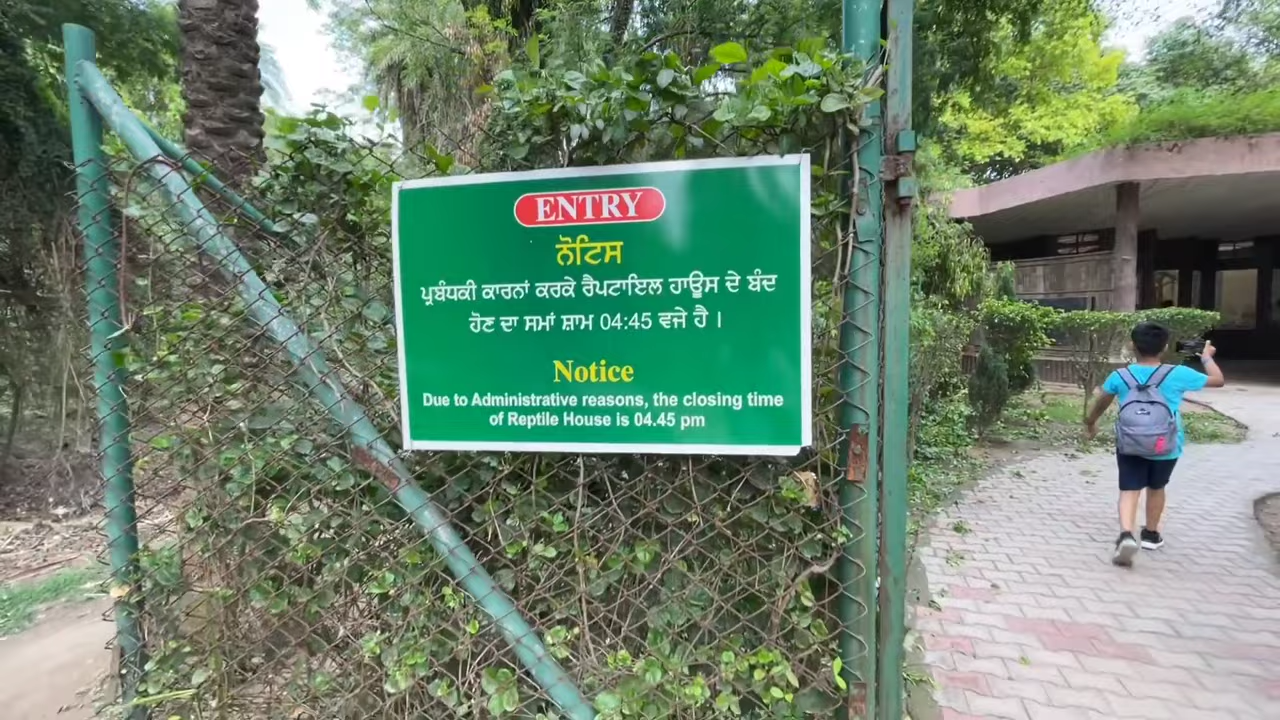 ENTRY
ਨੋਟਿਸ
ਪ੍ਰਬੰਧਕੀ ਕਾਰਨਾਂ ਕਰਕੇ ਰੈਪਟਾਇਲ ਹਾਊਸ ਦੇ ਬੰਦ
ਹੋਣ ਦਾ ਸਮਾਂ ਸ਼ਾਮ 04:45 ਵਜੇ ਹੈ ।
Notice
Due to Administrative reasons, the closing time
of Reptile House is 04.45 pm